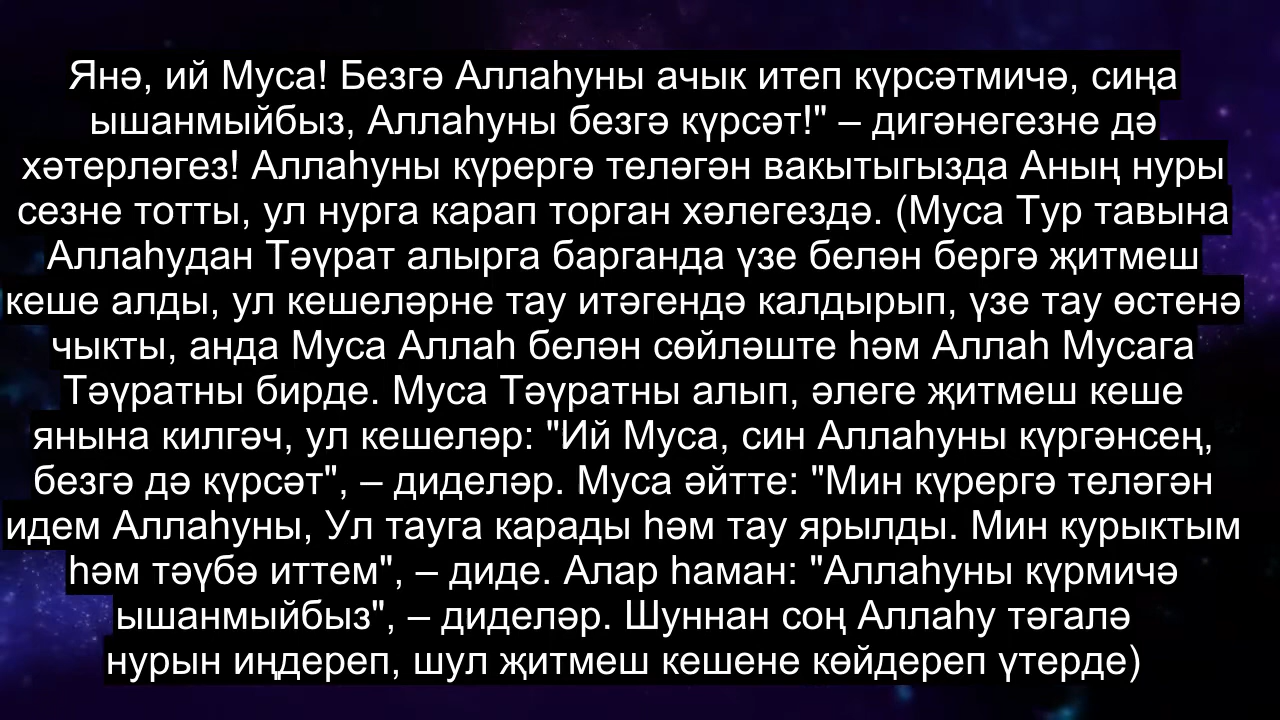 Янә, ий Муса! Безгә Аллаһуны ачык итеп күрсәтмичә, сиңа
ышанмыйбыз, Аллаһуны безгә күрсәт!" – дигәнегезне дә
хәтерләгез! Аллаһуны күрергә теләгән вакытыгызда Аның нуры
сезне тотты, ул нурга карап торган хәлегездә. (Муса Тур тавына
Аллаһудан Тәүрат алырга барганда үзе белән бергә җитмеш
кеше алды, ул кешеләрне тау итәгендә калдырып, үзе тау өстенә
чыкты, анда Муса Аллаһ белән сөйләште һәм Аллаһ Мусага
Тәүратны бирде. Муса Тәүратны алып, әлеге җитмеш кеше
янына килгәч, ул кешеләр: "Ий Муса, син Аллаһуны күргәнсең,
безгә дә күрсәт", – диделәр. Муса әйтте: "Мин күрергә теләгән
идем Аллаһуны, Ул тауга карады һәм тау ярылды. Мин курыктым
һәм тәүбә иттем", – диде. Алар һаман: "Аллаһуны күрмичә
ышанмыйбыз", – диделәр. Шуннан соң Аллаһу тәгалә
нурын иңдереп, шул җитмеш кешене көйдереп үтерде)